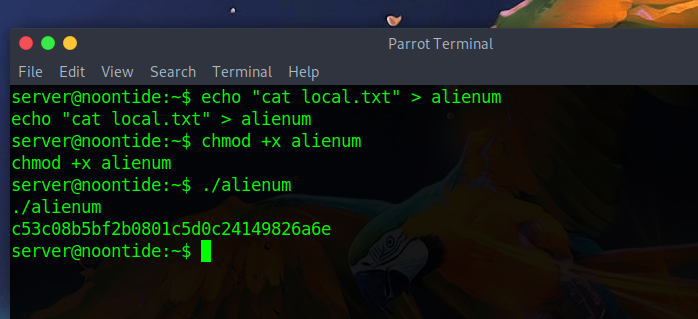 Parrot Terminal
File Edit View Search Terminal Help
server@noontide:~$ echo "cat local.txt" > alienum
echo "cat local.txt" > alienum
server@noontide:~$ chmod +x alienum
chmod +x alienum
server@noontide:~$ ./alienum
./alienum
c53c08b5bf2b0801c5d0c24149826a6e
server@noontide:~$